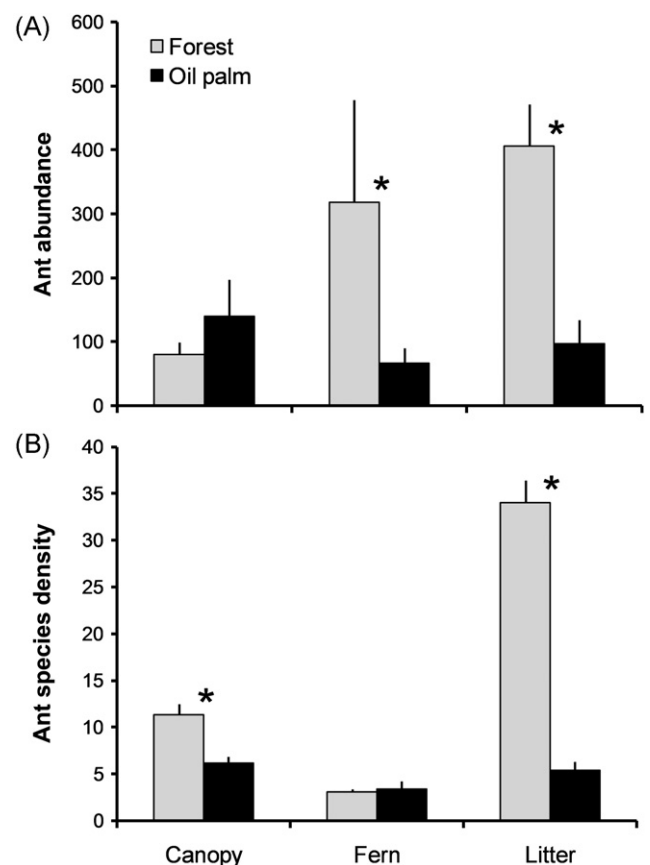 (A)
600
500
400
300
200
100
0
Ant abundance
Forest
Oil palm
*
*
(B)
40
35
30
25
20
15
10
5
0
Ant species density
*
*
Canopy Fern Litter